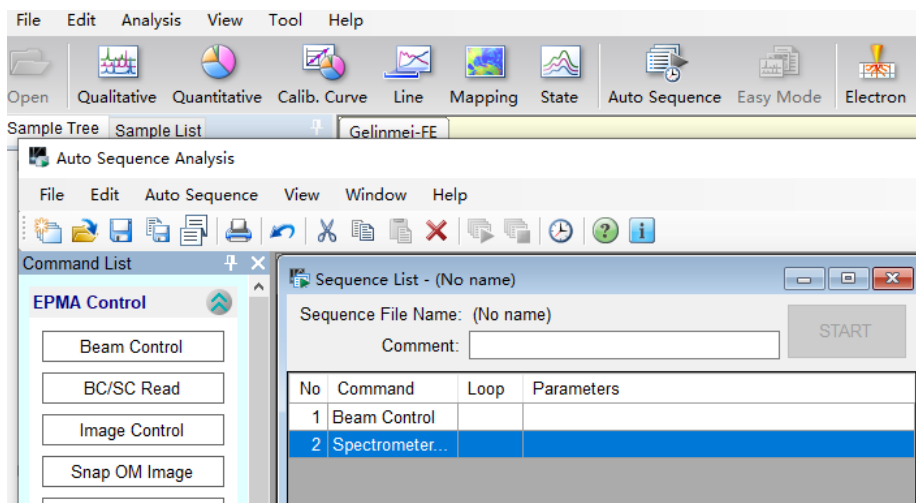 File Edit Analysis View Tool Help
Open Qualitative Quantitative Calib. Curve Line Mapping State Auto Sequence Easy Mode Electron
Sample Tree Sample List Gelinmei-FE
Auto Sequence Analysis
File Edit Auto Sequence View Window Help
Command List
Sequence List - (No name)
EPMA Control
Sequence File Name: (No name)
START
Comment:
Beam Control
BC/SC Read
No Command Loop Parameters
1 Beam Control
Image Control
2 Spectrometer...
Snap OM Image